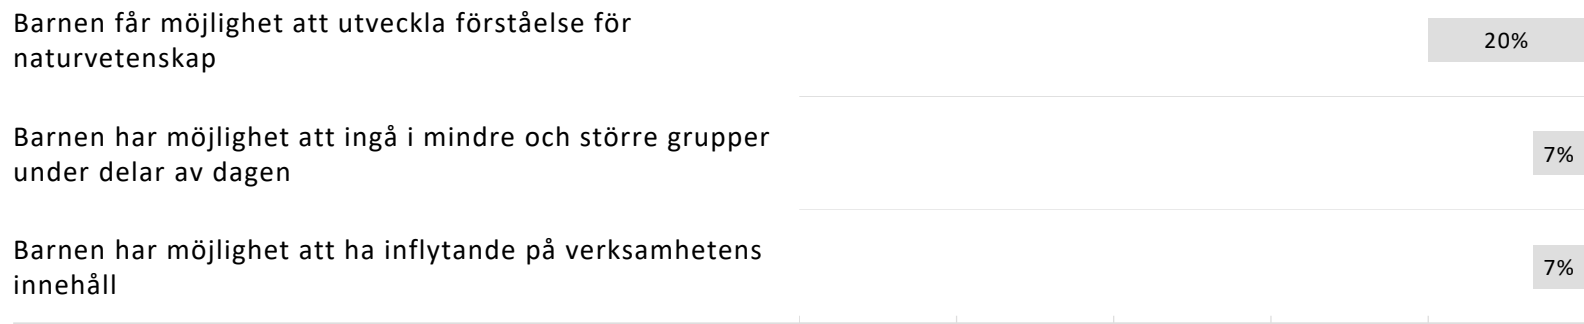 Barnen får möjlighet att utveckla förståelse för
naturvetenskap
20%
Barnen har möjlighet att ingå i mindre och större grupper
under delar av dagen
7%
Barnen har möjlighet att ha inflytande på verksamhetens
innehåll
7%